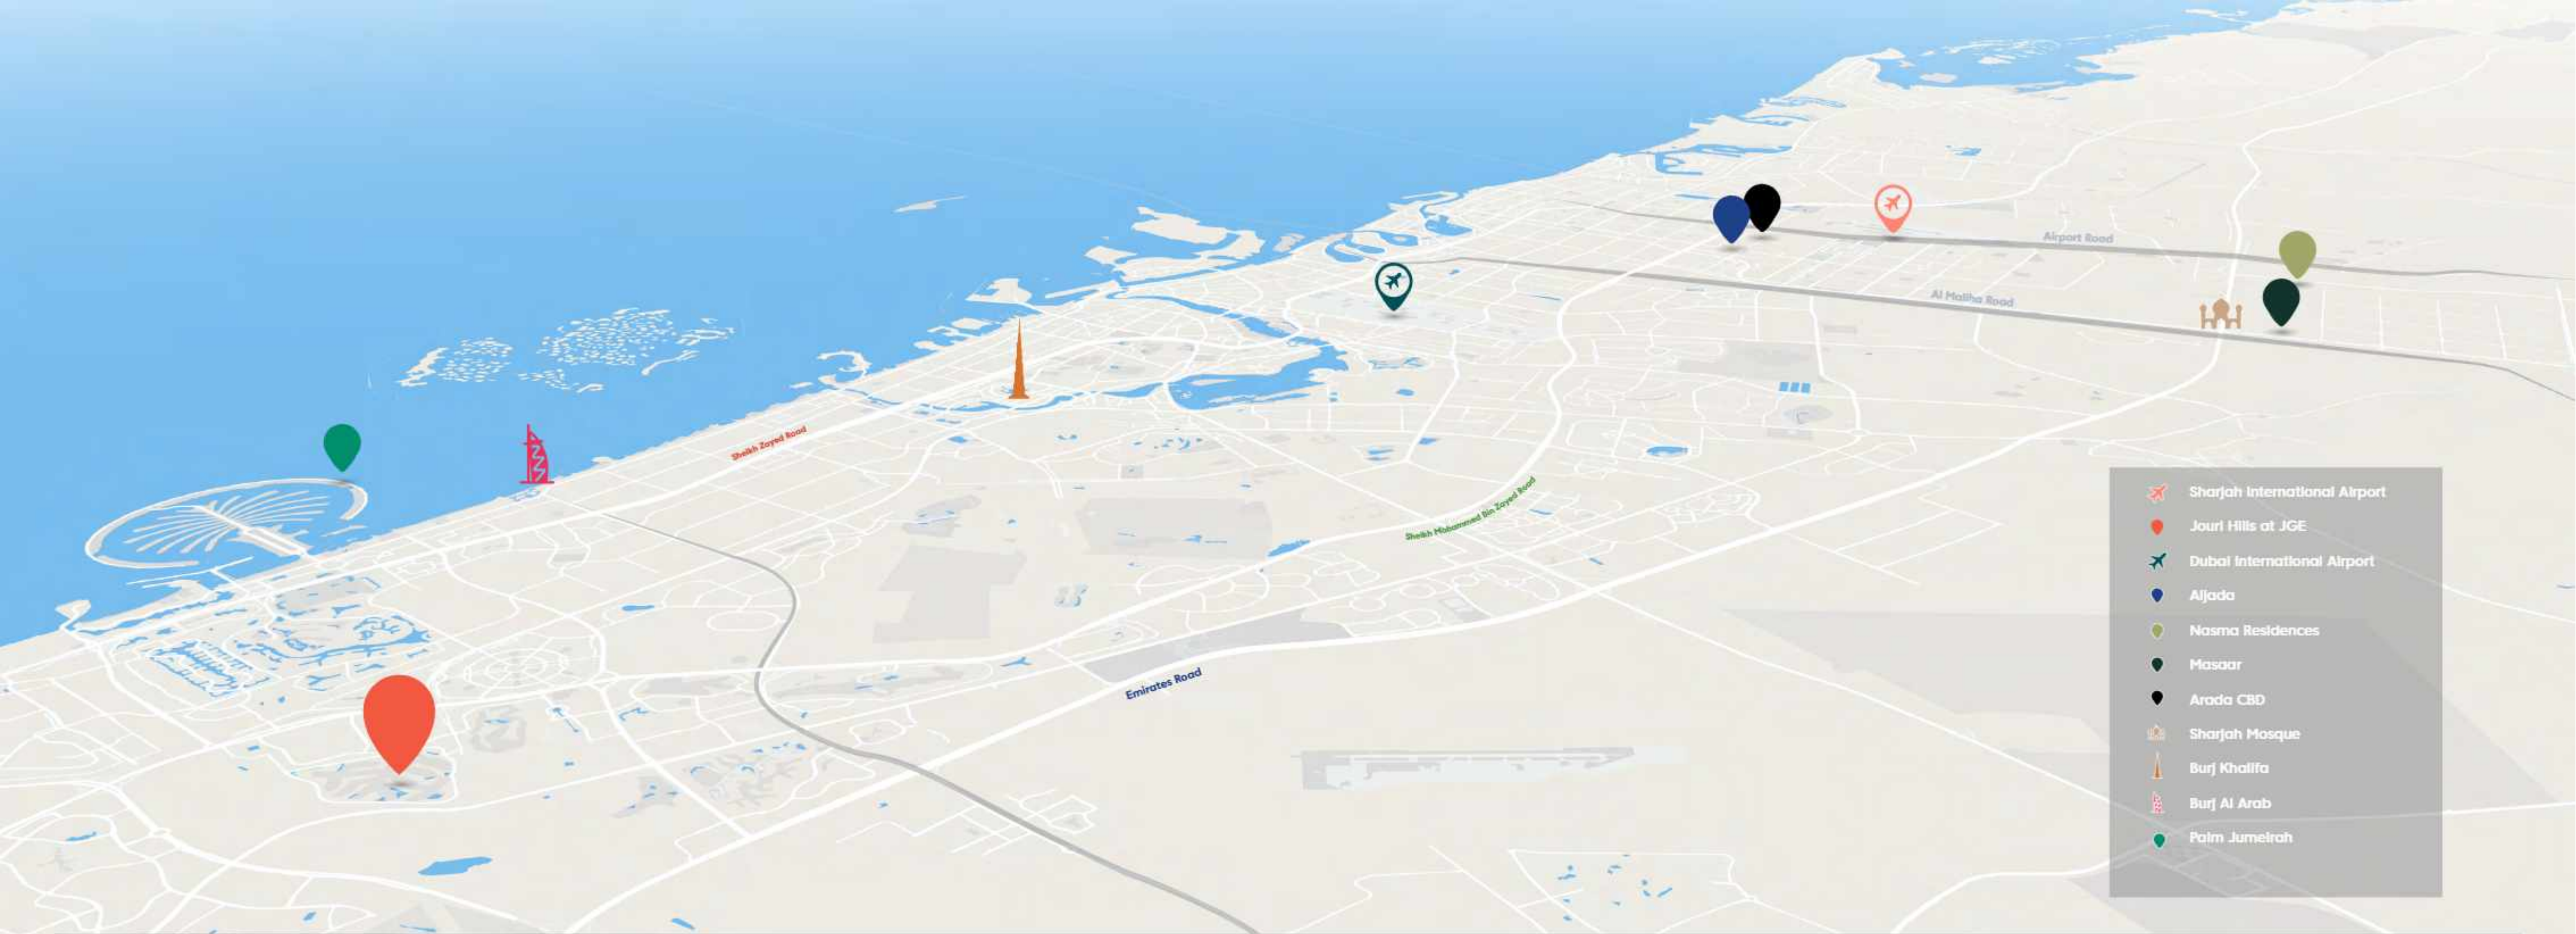 Airport Road
Al Maliha Road
Sheikh Zayed Road
Sheikh Mohammed Bin Zayed Road
Emirates Road
Sharjah International Airport
Jouri Hills at JGE
Dubai International Airport
Aljada
Nasma Residences
Masaar
Arada CBD
Sharjah Mosque
Burj Khalifa
Burj Al Arab
Palm Jumeirah